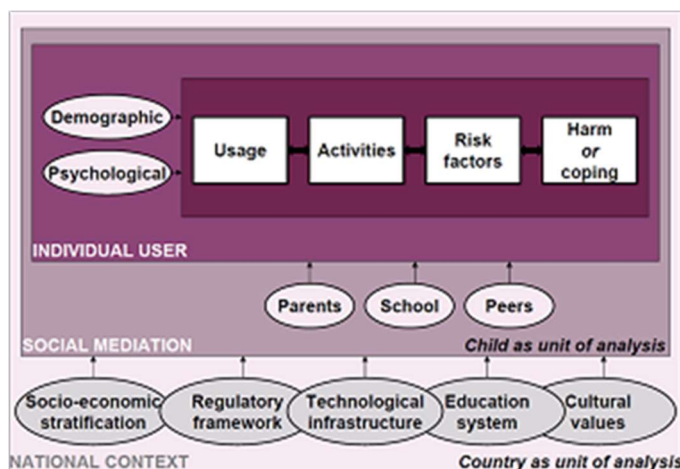 Demographic
Psychological
Usage
Activities
Risk
factors
Harm
or
coping
INDIVIDUAL USER
Parents
School
Peers
SOCIAL MEDIATION
Child as unit of analysis
Socio-economic
stratification
Regulatory
framework
Technological
infrastructure
Education
system
Cultural
values
NATIONAL CONTEXT
Country as unit of analysis